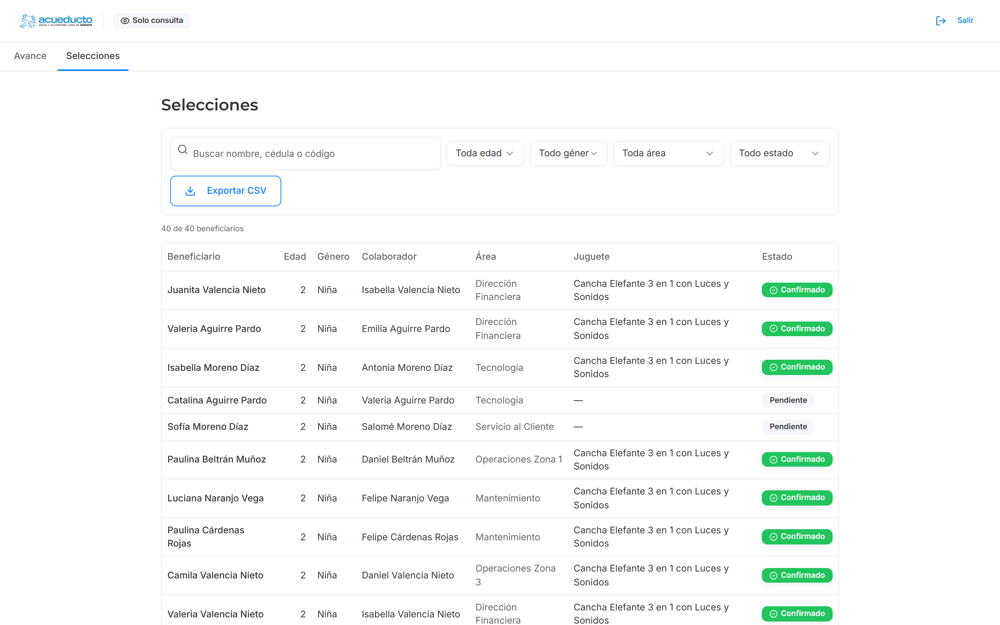 acueducto
AGUA Y ALCANTARILLADO DE BOGOTÁ
Solo consulta
Salir
Avance
Selecciones
Selecciones
Buscar nombre, cédula o código
Toda edad
Todo géner
Toda área
Todo estado
Exportar CSV
40 de 40 beneficiarios
Beneficiario Edad Género Colaborador Área Juguete Estado
Juanita Valencia Nieto 2 Niña Isabella Valencia Nieto Dirección Financiera Cancha Elefante 3 en 1 con Luces y Sonidos Confirmado
Valeria Aguirre Pardo 2 Niña Emilia Aguirre Pardo Dirección Financiera Cancha Elefante 3 en 1 con Luces y Sonidos Confirmado
Isabella Moreno Díaz 2 Niña Antonia Moreno Díaz Tecnología Cancha Elefante 3 en 1 con Luces y Sonidos Confirmado
Catalina Aguirre Pardo 2 Niña Valeria Aguirre Pardo Tecnología — Pendiente
Sofía Moreno Díaz 2 Niña Salomé Moreno Díaz Servicio al Cliente — Pendiente
Paulina Beltrán Muñoz 2 Niña Daniel Beltrán Muñoz Operaciones Zona 1 Cancha Elefante 3 en 1 con Luces y Sonidos Confirmado
Luciana Naranjo Vega 2 Niña Felipe Naranjo Vega Mantenimiento Cancha Elefante 3 en 1 con Luces y Sonidos Confirmado
Paulina Cárdenas Rojas 2 Niña Felipe Cárdenas Rojas Mantenimiento Cancha Elefante 3 en 1 con Luces y Sonidos Confirmado
Camila Valencia Nieto 2 Niña Daniel Valencia Nieto Operaciones Zona 3 Cancha Elefante 3 en 1 con Luces y Sonidos Confirmado
Valeria Valencia Nieto 2 Niña Isabella Valencia Nieto Dirección Financiera Cancha Elefante 3 en 1 con Luces y Sonidos Confirmado